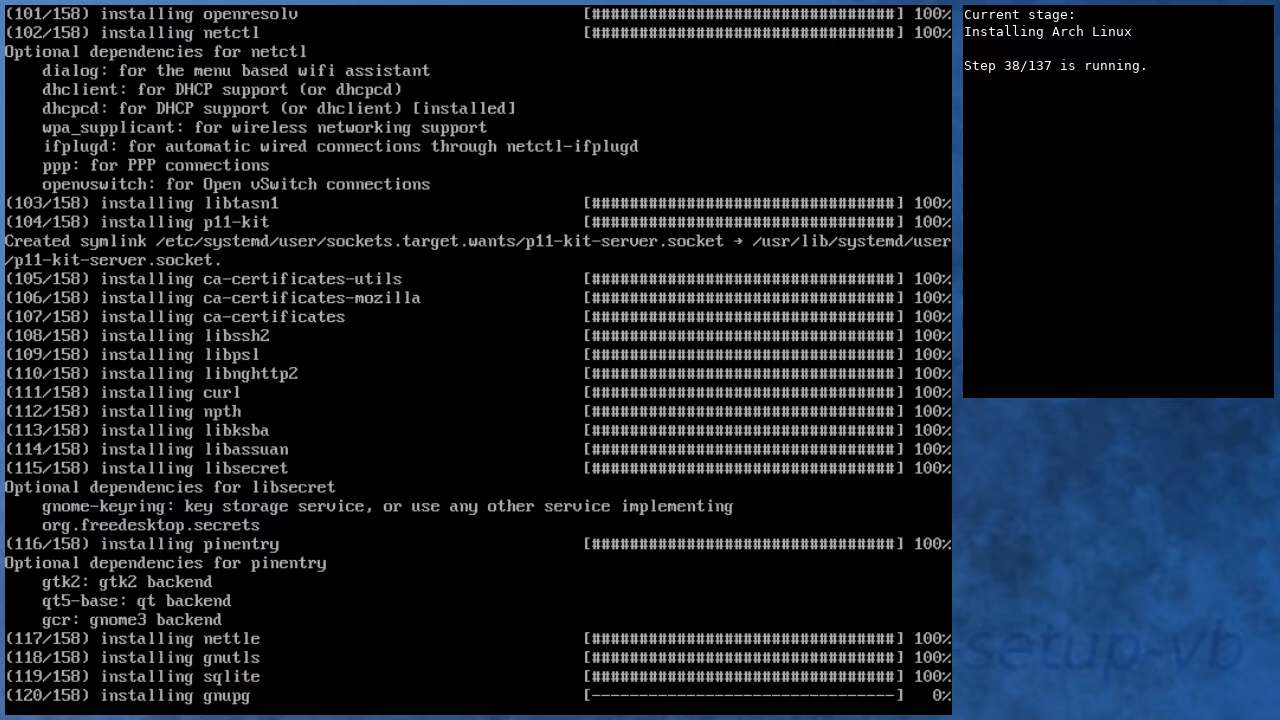 (101/158) installing openresolv [################################] 100%
(102/158) installing netctl [################################] 100%
Optional dependencies for netctl
dialog: for the menu based wifi assistant
dhclient: for DHCP support (or dhcpcd)
dhcpcd: for DHCP support (or dhclient) [installed]
wpa_supplicant: for wireless networking support
ifplugd: for automatic wired connections through netctl-ifplugd
ppp: for PPP connections
openvswitch: for Open vSwitch connections
(103/158) installing libtasn1 [################################] 100%
(104/158) installing p11-kit [################################] 100%
Created symlink /etc/systemd/user/sockets.target.wants/p11-kit-server.socket → /usr/lib/systemd/user
/p11-kit-server.socket.
(105/158) installing ca-certificates-utils [################################] 100%
(106/158) installing ca-certificates-mozilla [################################] 100%
(107/158) installing ca-certificates [################################] 100%
(108/158) installing libssh2 [################################] 100%
(109/158) installing libpsl [################################] 100%
(110/158) installing libnghttp2 [################################] 100%
(111/158) installing curl [################################] 100%
(112/158) installing npth [################################] 100%
(113/158) installing libksba [################################] 100%
(114/158) installing libassuan [################################] 100%
(115/158) installing libsecret [################################] 100%
Optional dependencies for libsecret
gnome-keyring: key storage service, or use any other service implementing
org.freedesktop.secrets
(116/158) installing pinentry [################################] 100%
Optional dependencies for pinentry
gtk2: gtk2 backend
qt5-base: qt backend
gcr: gnome3 backend
(117/158) installing nettle [################################] 100%
(118/158) installing gnutls [################################] 100%
(119/158) installing sqlite [################################] 100%
(120/158) installing gnupg [--------------------------------] 0%
Current stage:
Installing Arch Linux
Step 38/137 is running.
setup-vb